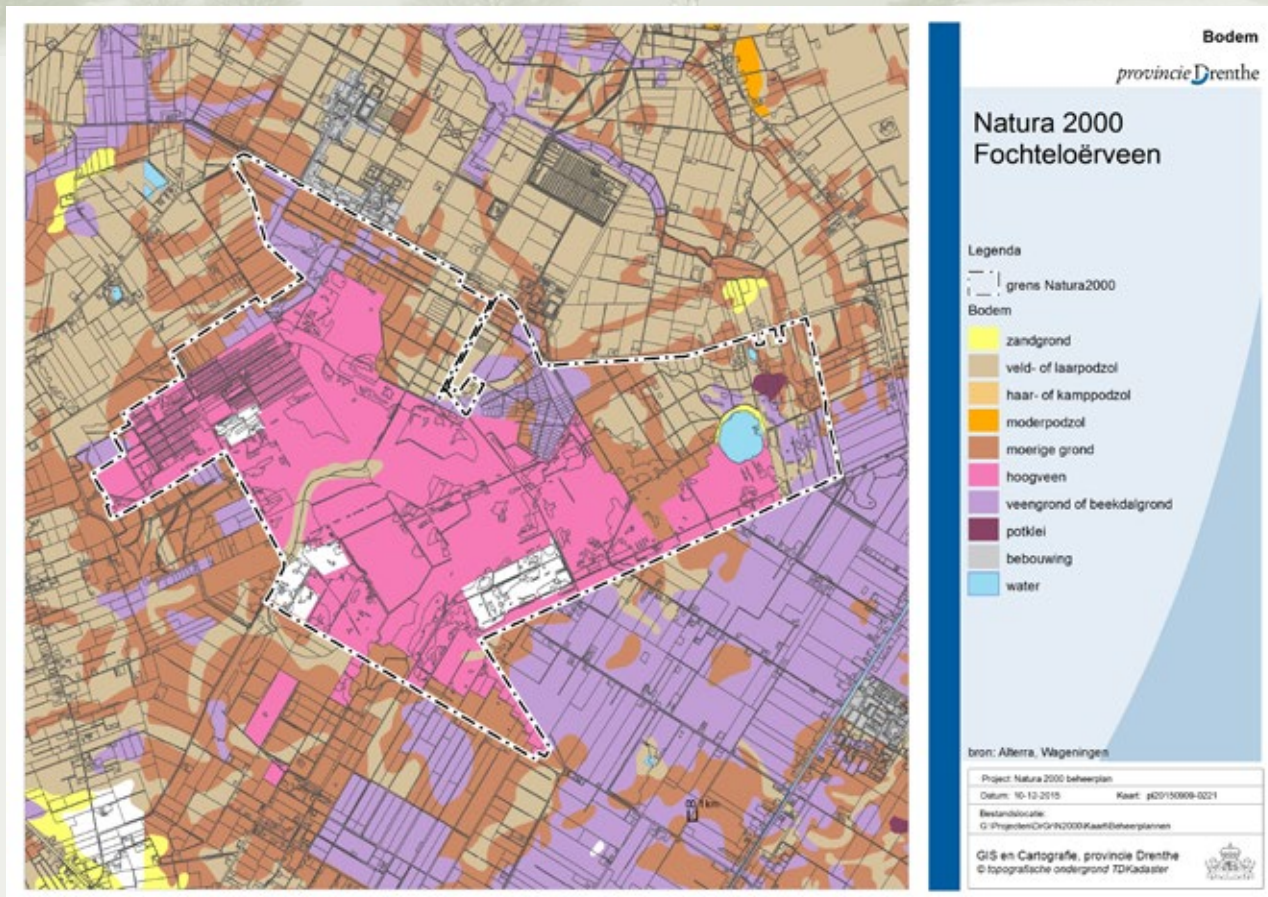 Bodem
provincie Drenthe
Natura 2000
Fochteloërveen
Legenda
grens Natura2000
Bodem
zandgrond
veld- of laarpodzol
haar- of kamppodzol
moderpodzol
moerige grond
hoogveen
veengrond of beekdalgrond
potklei
bebouwing
water
bron: Alterra, Wageningen
Project: Natura 2000 beheerplan
Datum: 10-12-2015 Kaart:
Bestandslocatie:
GIS en Cartografie, provincie Drenthe
© topografische ondergrond TDKadaster